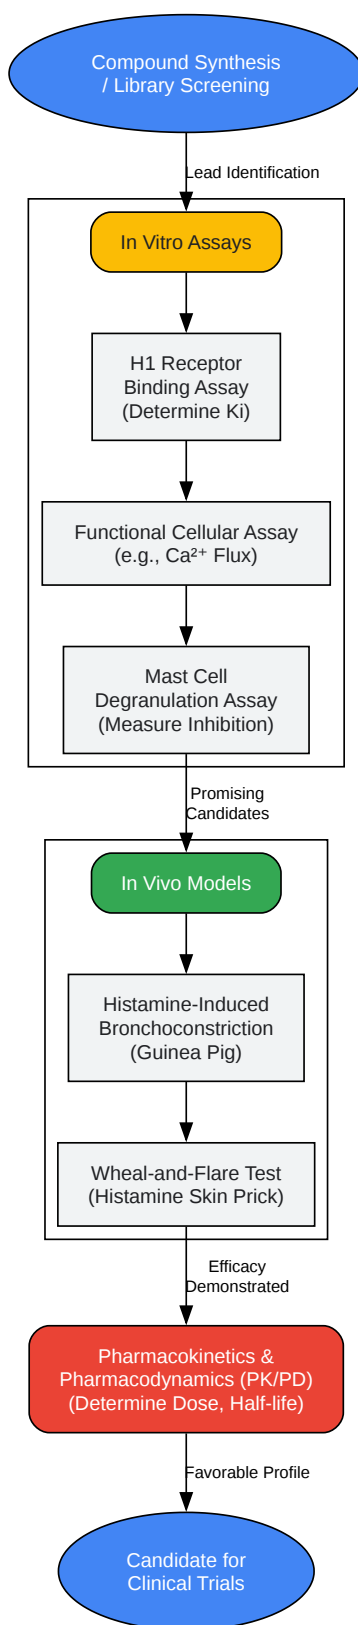 Compound Synthesis
/ Library Screening
Lead Identification
In Vitro Assays
H1 Receptor
Binding Assay
(Determine Ki)
Functional Cellular Assay
(e.g., Ca²⁺ Flux)
Mast Cell
Degranulation Assay
(Measure Inhibition)
Promising
Candidates
In Vivo Models
Histamine-Induced
Bronchoconstriction
(Guinea Pig)
Wheal-and-Flare Test
(Histamine Skin Prick)
Efficacy
Demonstrated
Pharmacokinetics &
Pharmacodynamics (PK/PD)
(Determine Dose, Half-life)
Favorable Profile
Candidate for
Clinical Trials